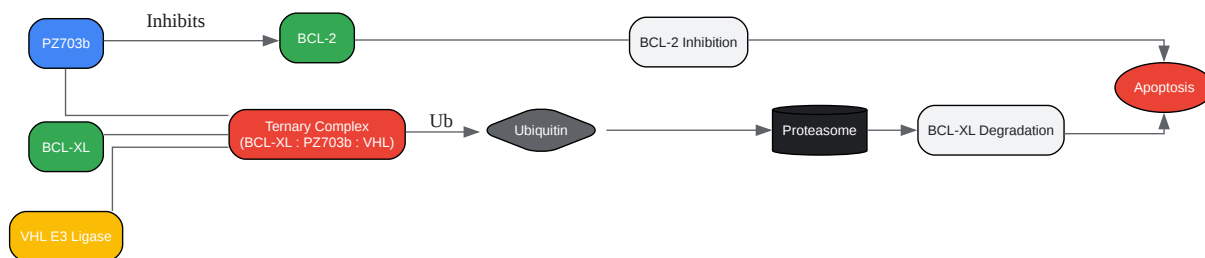 Inhibits
PZ703b
BCL-2
BCL-2 Inhibition
Apoptosis
BCL-XL
Ternary Complex
(BCL-XL : PZ703b : VHL)
Ub
Ubiquitin
Proteasome
BCL-XL Degradation
VHL E3 Ligase